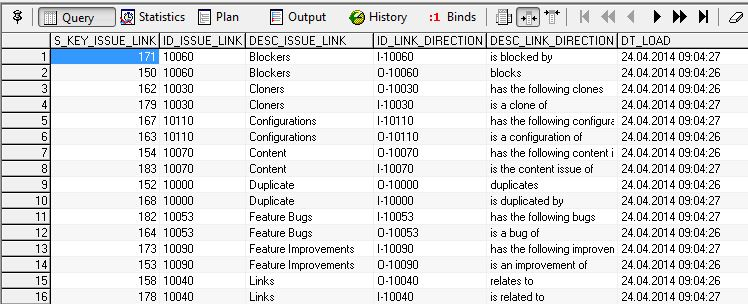 Query Statistics Plan Output History :1 Binds
S_KEY_ISSUE_LINK ID_ISSUE_LINK DESC_ISSUE_LINK ID_LINK_DIRECTION DESC_LINK_DIRECTION DT_LOAD
1 171 10060 Blockers I-10060 is blocked by 24.04.2014 09:04:27
2 150 10060 Blockers O-10060 blocks 24.04.2014 09:04:26
3 162 10030 Cloners O-10030 has the following clones 24.04.2014 09:04:26
4 179 10030 Cloners I-10030 is a clone of 24.04.2014 09:04:27
5 167 10110 Configurations I-10110 has the following configura 24.04.2014 09:04:27
6 163 10110 Configurations O-10110 is a configuration of 24.04.2014 09:04:26
7 154 10070 Content O-10070 has the following content i 24.04.2014 09:04:26
8 183 10070 Content I-10070 is the content issue of 24.04.2014 09:04:27
9 152 10000 Duplicate O-10000 duplicates 24.04.2014 09:04:26
10 168 10000 Duplicate I-10000 is duplicated by 24.04.2014 09:04:27
11 182 10053 Feature Bugs I-10053 has the following bugs 24.04.2014 09:04:27
12 164 10053 Feature Bugs O-10053 is a bug of 24.04.2014 09:04:26
13 173 10090 Feature Improvements I-10090 has the following improvem 24.04.2014 09:04:27
14 153 10090 Feature Improvements O-10090 is an improvement of 24.04.2014 09:04:26
15 158 10040 Links O-10040 relates to 24.04.2014 09:04:26
16 178 10040 Links I-10040 is related to 24.04.2014 09:04:27